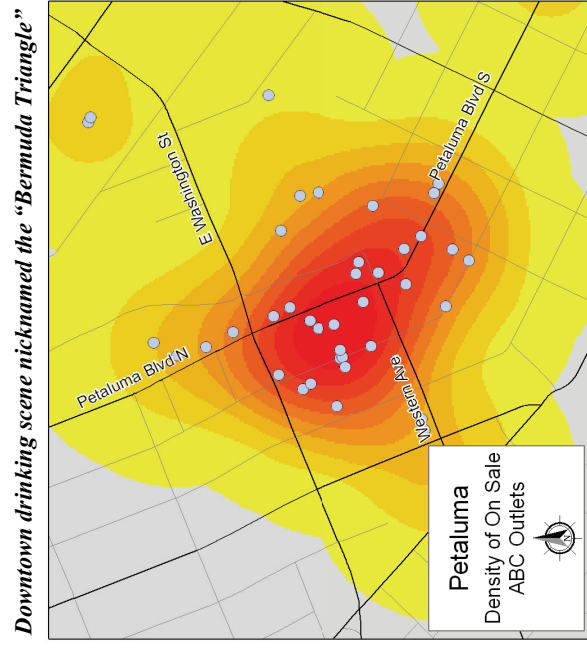 Downtown drinking scene nicknamed the “Bermuda Triangle”
Petaluma Blvd N
E Washington St
Petaluma Blvd S
Western Ave
Petaluma
Density of On Sale
ABC Outlets
N